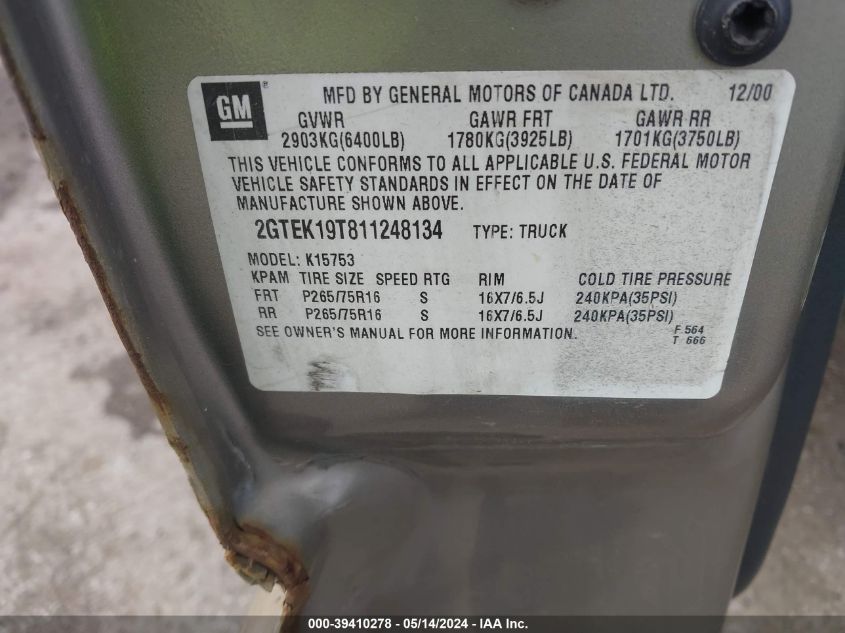 GM ®
MFD BY GENERAL MOTORS OF CANADA LTD. 12/00
GVWR GAWR FRT GAWR RR
2903KG(6400LB) 1780KG(3925LB) 1701KG(3750LB)
THIS VEHICLE CONFORMS TO ALL APPLICABLE U.S. FEDERAL MOTOR
VEHICLE SAFETY STANDARDS IN EFFECT ON THE DATE OF
MANUFACTURE SHOWN ABOVE.
2GTEK19T811248134 TYPE: TRUCK
MODEL: K15753
KPAM TIRE SIZE SPEED RTG RIM COLD TIRE PRESSURE
FRT P265/75R16 S 16X7/6.5J 240KPA(35PSI)
RR P265/75R16 S 16X7/6.5J 240KPA(35PSI)
SEE OWNER'S MANUAL FOR MORE INFORMATION. F 564
T 666
000-39410278 - 05/14/2024 - IAA Inc.